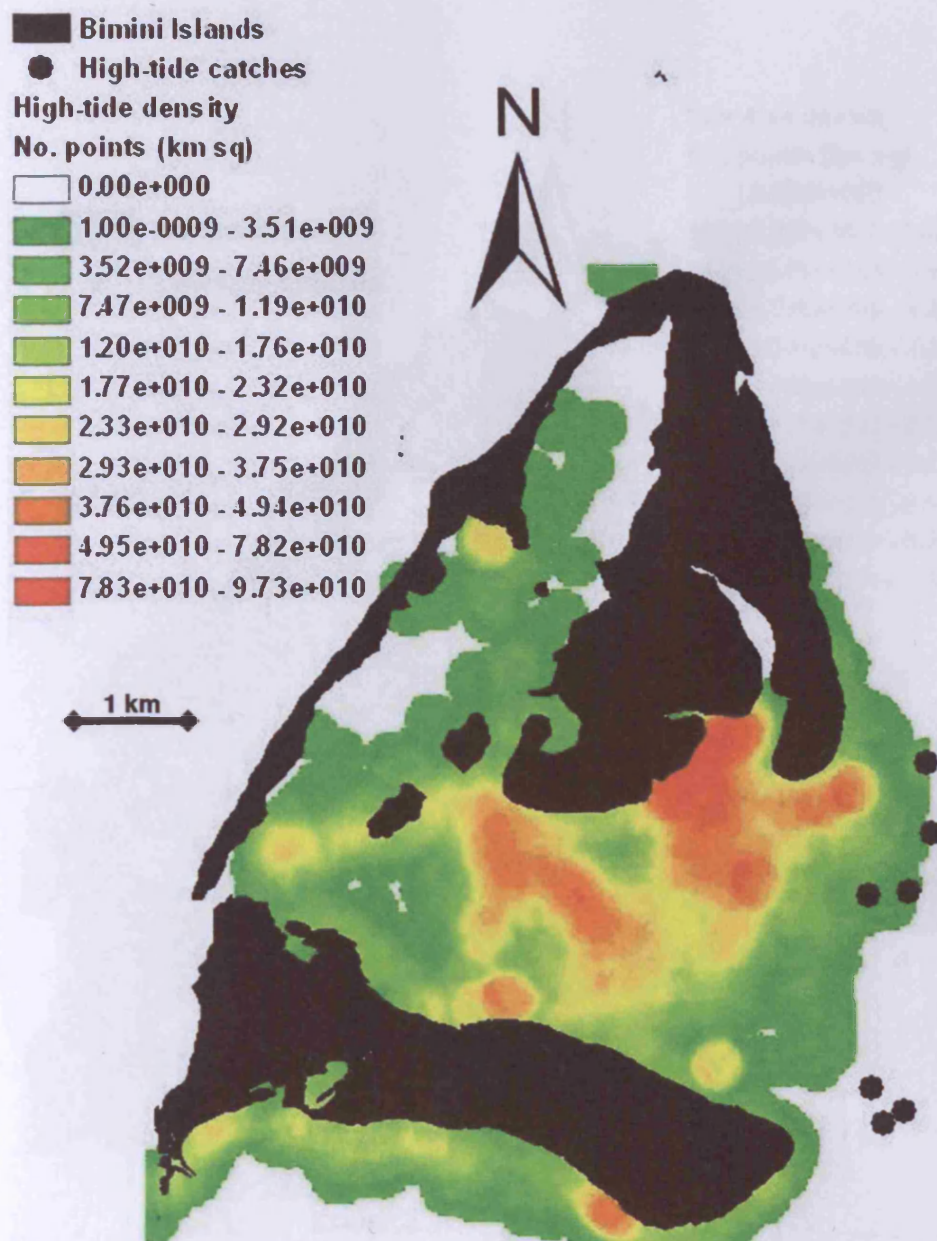 Bimini Islands
High-tide catches
High-tide density
No. points (km sq)
0.00e+000
1.00e-0009 - 3.51e+009
3.52e+009 - 7.46e+009
7.47e+009 - 1.19e+010
1.20e+010 - 1.76e+010
1.77e+010 - 2.32e+010
2.33e+010 - 2.92e+010
2.93e+010 - 3.75e+010
3.76e+010 - 4.94e+010
4.95e+010 - 7.82e+010
7.83e+010 - 9.73e+010
N
1 km